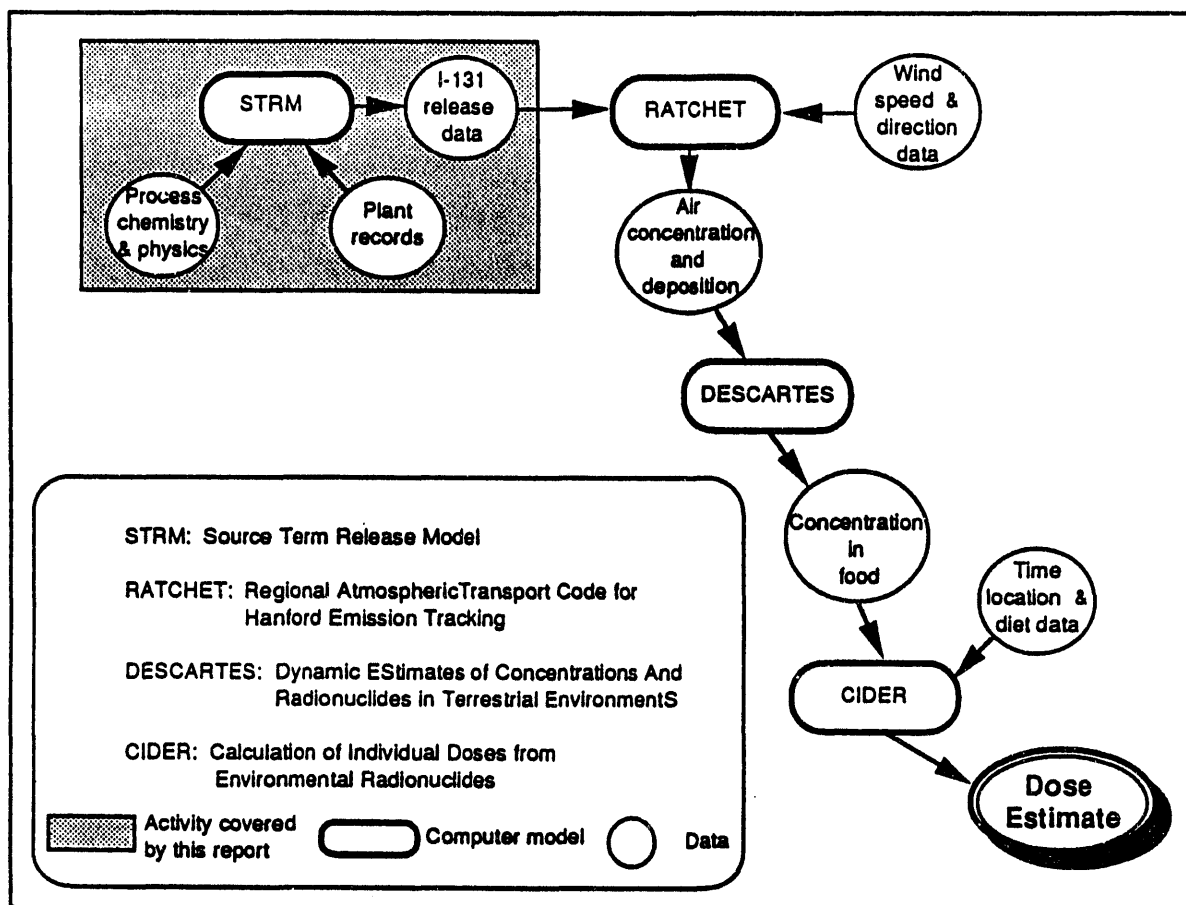 STRM
I-131
release
data
Process
chemistry
& physics
Plant
records
RATCHET
Wind
speed &
direction
data
Air
concentration
and
deposition
DESCARTES
Concentration
in
food
Time
location &
diet data
CIDER
Dose
Estimate
STRM: Source Term Release Model
RATCHET: Regional AtmosphericTransport Code for
Hanford Emission Tracking
DESCARTES: Dynamic EStimates of Concentrations And
Radionuclides in Terrestrial EnvironmentS
CIDER: Calculation of Individual Doses from
Environmental Radionuclides
Activity covered
by this report
Computer model
Data